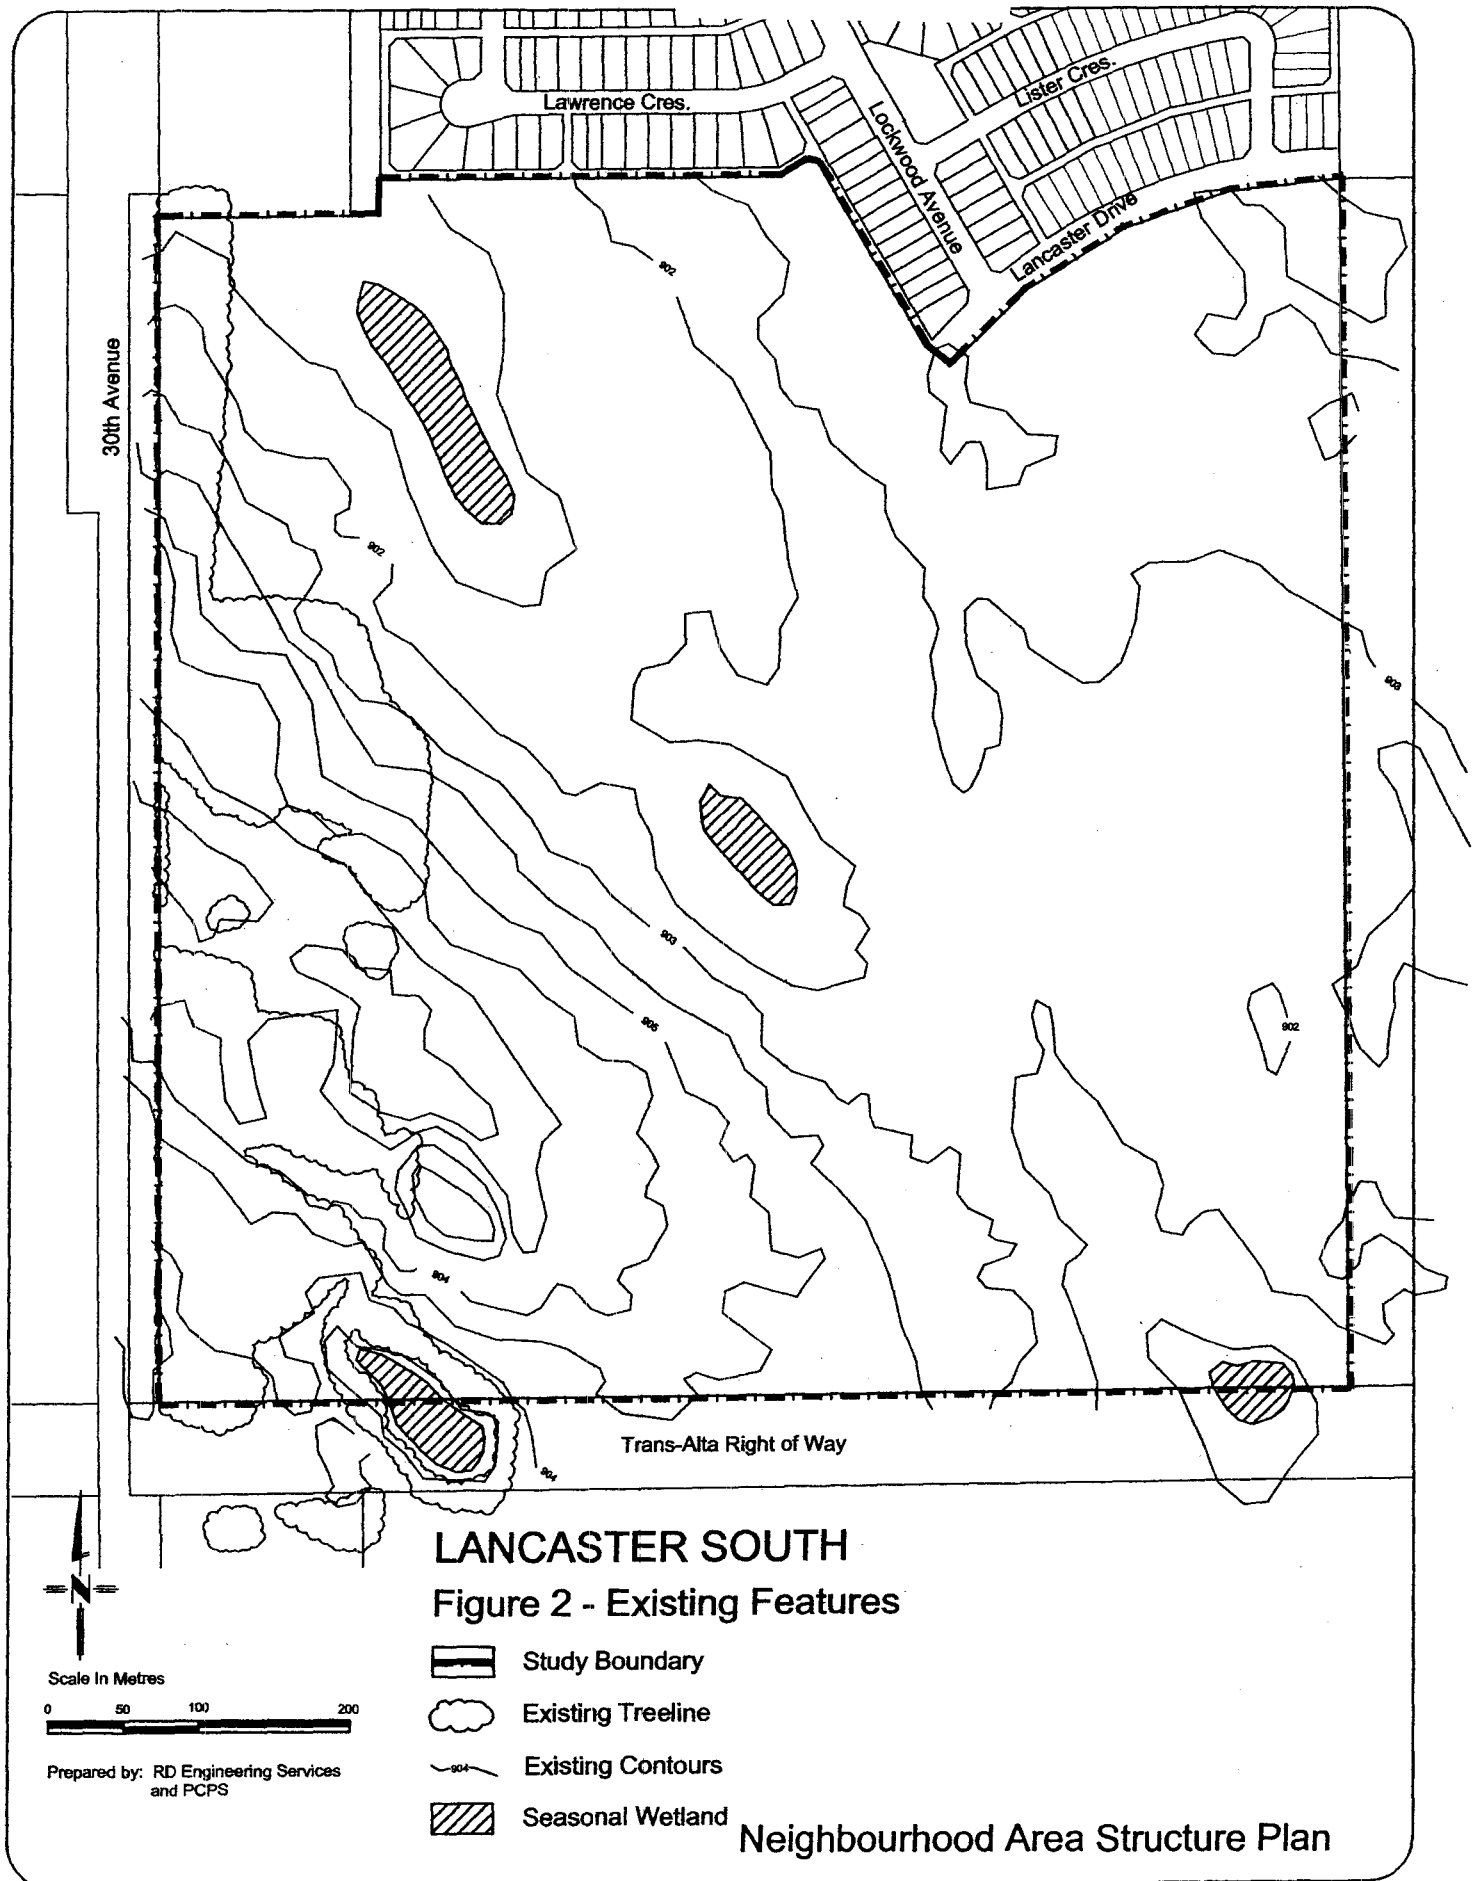 Lawrence Cres.
Lister Cres.
Lockwood Avenue
Lancaster Drive
902
30th Avenue
902
903
903
905
902
904
Trans-Alta Right of Way
904
LANCASTER SOUTH
Figure 2 - Existing Features
N
Study Boundary
Scale In Metres
0 50 100 200
Existing Treeline
904
Existing Contours
Prepared by: RD Engineering Services
and PCPS
Seasonal Wetland
Neighbourhood Area Structure Plan